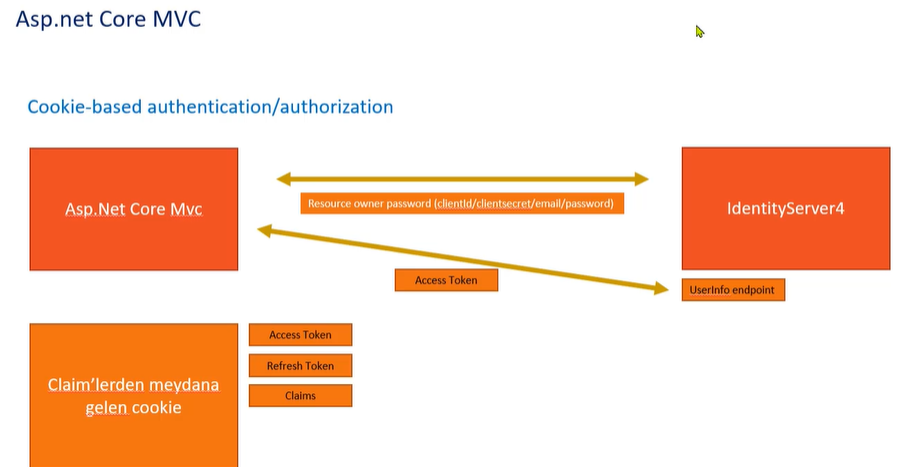 Asp.net Core MVC
Cookie-based authentication/authorization
Asp.Net Core Mvc
Resource owner password (clientId/clientsecret/email/password)
IdentityServer4
Access Token
UserInfo endpoint
Claim'lerden meydana
gelen cookie
Access Token
Refresh Token
Claims